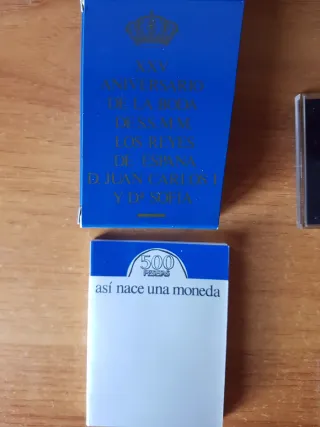 XXV
ANIVERSARIO
DE LA BODA
DE SS.MM.
LOS REYES
DE ESPAÑA
D. JUAN CARLOS I
Y Dª SOFIA
500
PESETAS
así nace una moneda